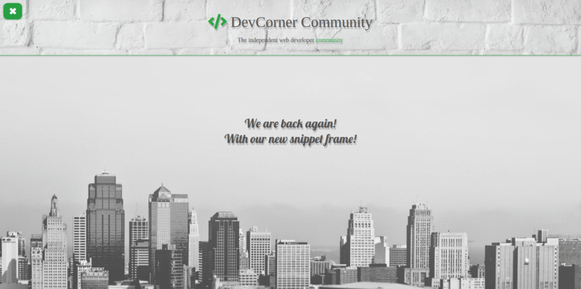 </> DevCorner Community
The independent web developer community
We are back again!
With our new snippet frame!